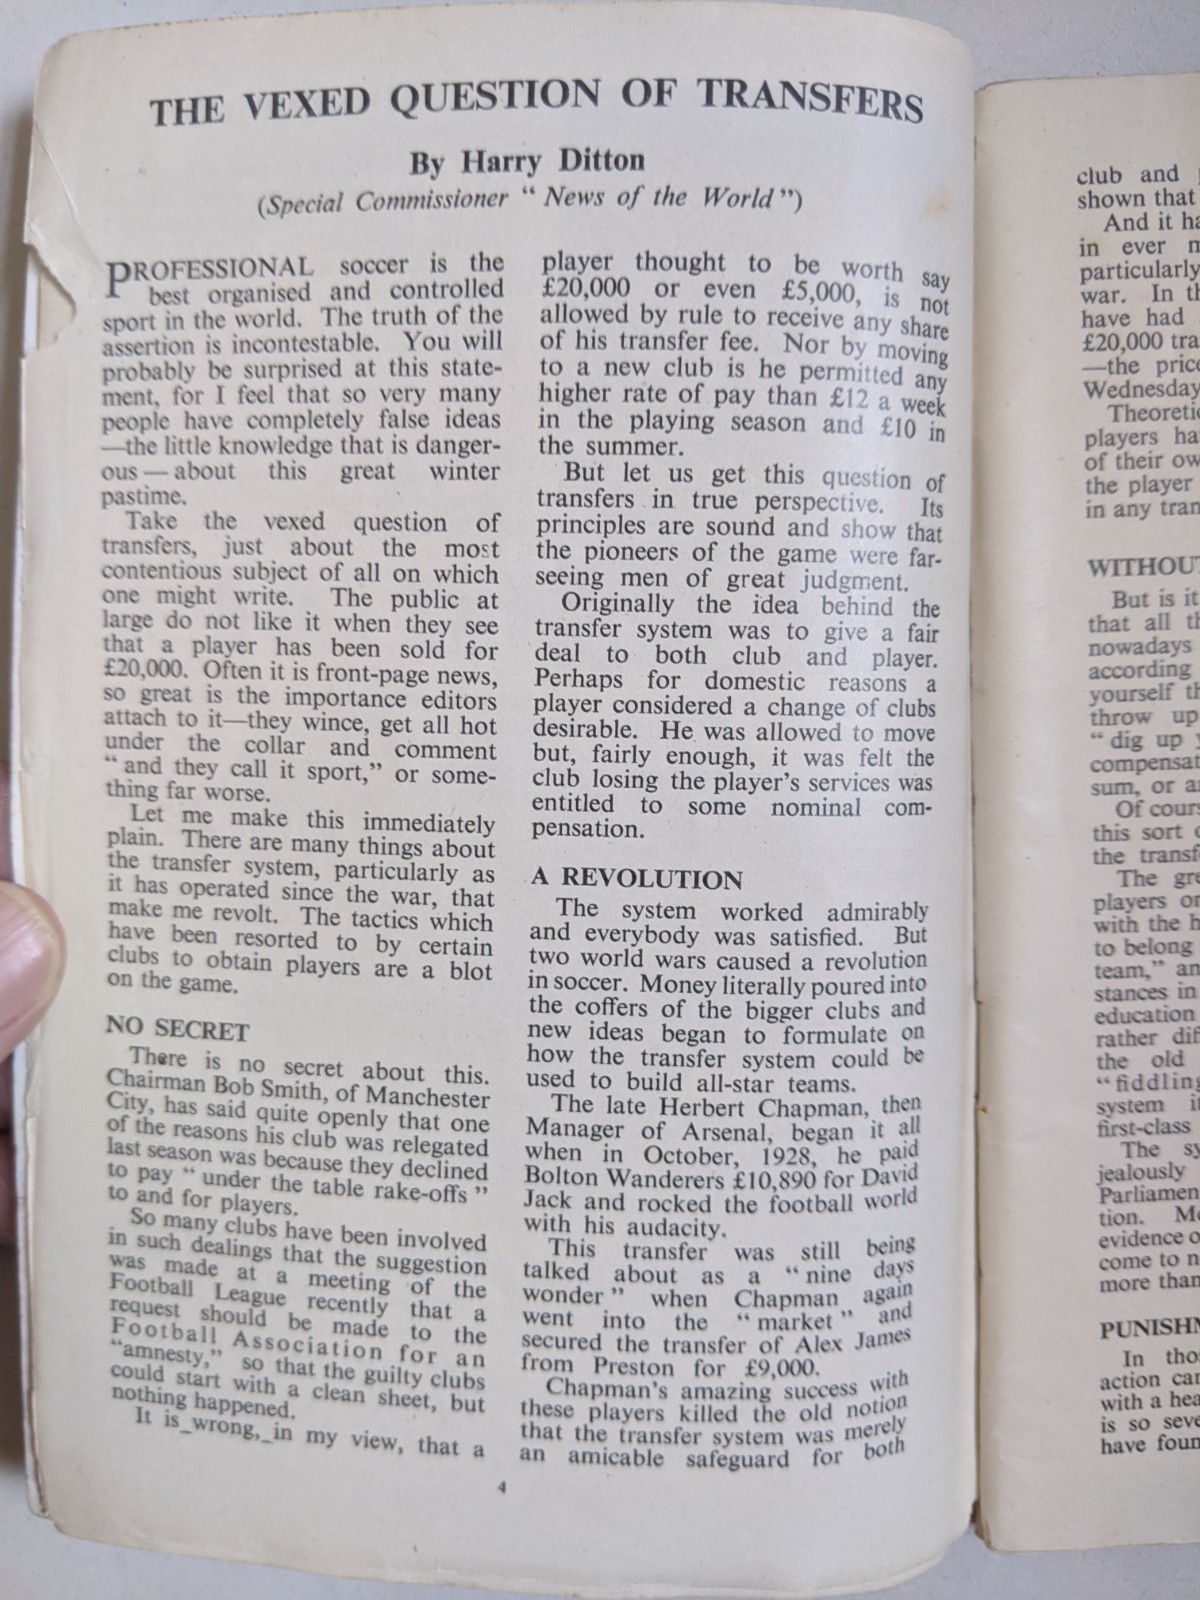 THE VEXED QUESTION OF TRANSFERS
By Harry Ditton
(Special Commissioner “ News of the World ”)
PROFESSIONAL soccer is the
best organised and controlled
sport in the world. The truth of the
assertion is incontestable. You will
probably be surprised at this state-
ment, for I feel that so very many
people have completely false ideas
—the little knowledge that is danger-
ous — about this great winter
pastime.
Take the vexed question of
transfers, just about the most
contentious subject of all on which
one might write. The public at
large do not like it when they see
that a player has been sold for
£20,000. Often it is front-page news,
so great is the importance editors
attach to it—they wince, get all hot
under the collar and comment
“ and they call it sport,” or some-
thing far worse.
Let me make this immediately
plain. There are many things about
the transfer system, particularly as
it has operated since the war, that
make me revolt. The tactics which
have been resorted to by certain
clubs to obtain players are a blot
on the game.
NO SECRET
There is no secret about this.
Chairman Bob Smith, of Manchester
City, has said quite openly that one
of the reasons his club was relegated
last season was because they declined
to pay “ under the table rake-offs ”
to and for players.
So many clubs have been involved
in such dealings that the suggestion
was made at a meeting of the
Football League recently that a
request should be made to the
Football Association for an
“amnesty,” so that the guilty clubs
could start with a clean sheet, but
nothing happened.
It is wrong, in my view, that a
player thought to be worth say
£20,000 or even £5,000, is not
allowed by rule to receive any share
of his transfer fee. Nor by moving
to a new club is he permitted any
higher rate of pay than £12 a week
in the playing season and £10 in
the summer.
But let us get this question of
transfers in true perspective. Its
principles are sound and show that
the pioneers of the game were far-
seeing men of great judgment.
Originally the idea behind the
transfer system was to give a fair
deal to both club and player.
Perhaps for domestic reasons a
player considered a change of clubs
desirable. He was allowed to move
but, fairly enough, it was felt the
club losing the player’s services was
entitled to some nominal com-
pensation.
A REVOLUTION
The system worked admirably
and everybody was satisfied. But
two world wars caused a revolution
in soccer. Money literally poured into
the coffers of the bigger clubs and
new ideas began to formulate on
how the transfer system could be
used to build all-star teams.
The late Herbert Chapman, then
Manager of Arsenal, began it all
when in October, 1928, he paid
Bolton Wanderers £10,890 for David
Jack and rocked the football world
with his audacity.
This transfer was still being
talked about as a “ nine days
wonder ” when Chapman again
went into the “ market ” and
secured the transfer of Alex James
from Preston for £9,000.
Chapman’s amazing success with
these players killed the old notion
that the transfer system was merely
an amicable safeguard for both
4
club and
shown that
And it
in ever
particularly
war. In
have had
£20,000
—the
Wednesday
players
of their
the player
in any
But is it
that all
nowadays
according
yourself
throw up
“ dig up
sum, or
Of
this sort
the
The
players
with the
to belong
team,”
in
education
rather
the old
“fiddling
system
first-class
The
jealously
tion.
evidence
come to
more than
In
action
with a
is so
have